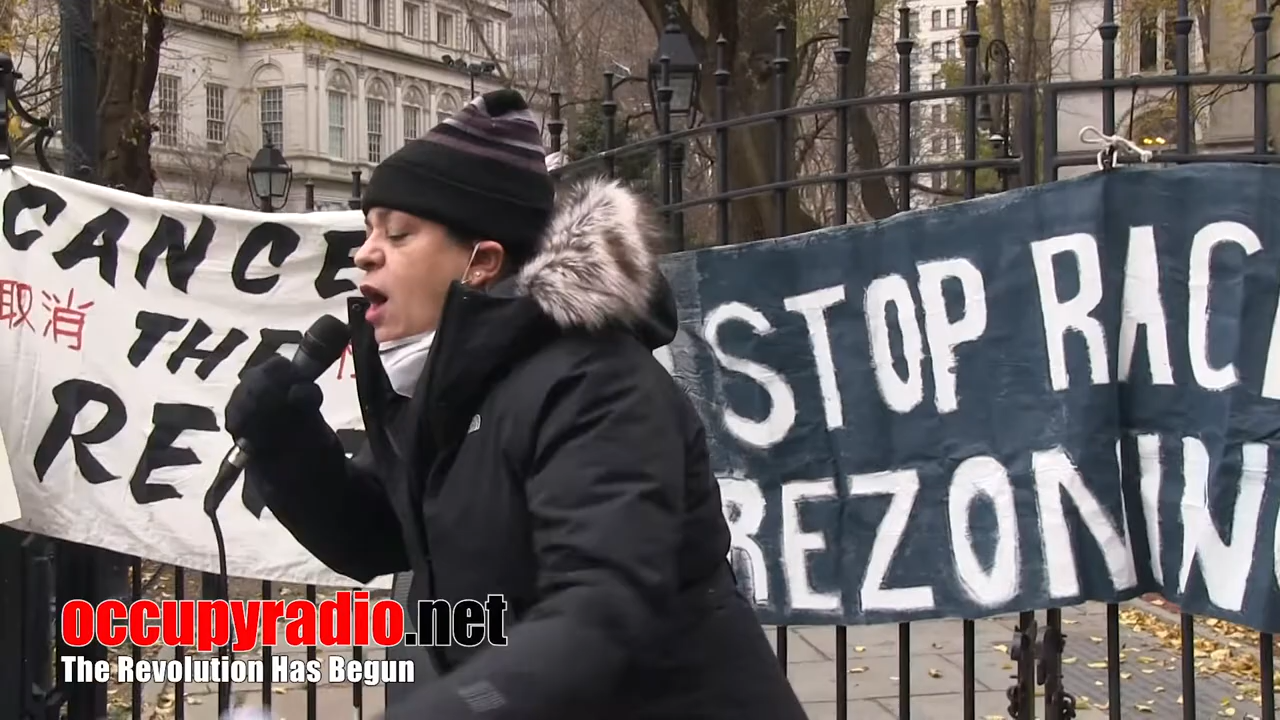 CANCE
THE
取消
RE
STOP RAC
REZONIN
occupyradio.net
The Revolution Has Begun